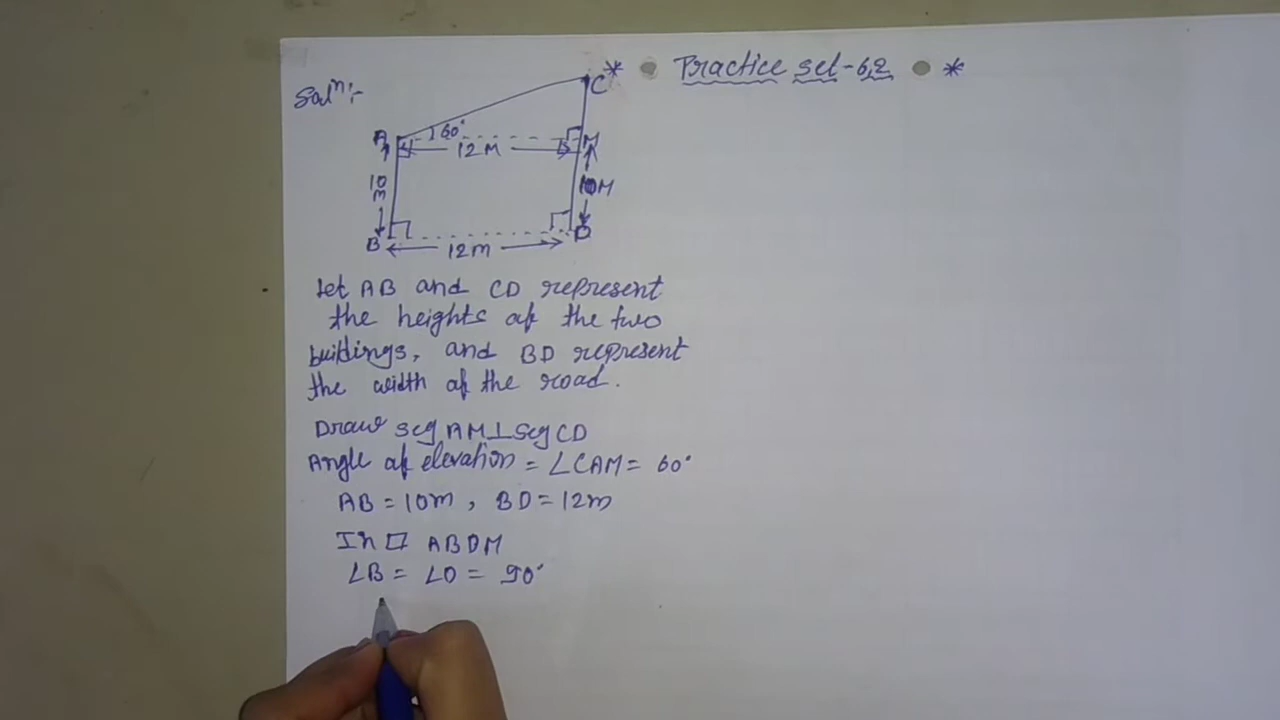 * Practice set-6.2 *
Solⁿ:-
C
A 60° M
12 M
10 m
10 M
B D
12 m
Let AB and CD represent
the heights of the two
buildings, and BD represent
the width of the road.
Draw seg AM⊥seg CD
Angle of elevation = ∠CAM = 60°
AB = 10m , BD = 12m
In □ ABDM
∠B = ∠D = 90°